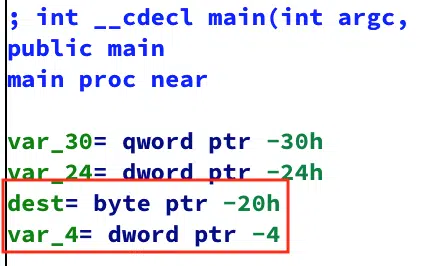 ; int __cdecl main(int argc,
public main
main proc near
var_30= qword ptr -30h
var_24= dword ptr -24h
dest= byte ptr -20h
var_4= dword ptr -4